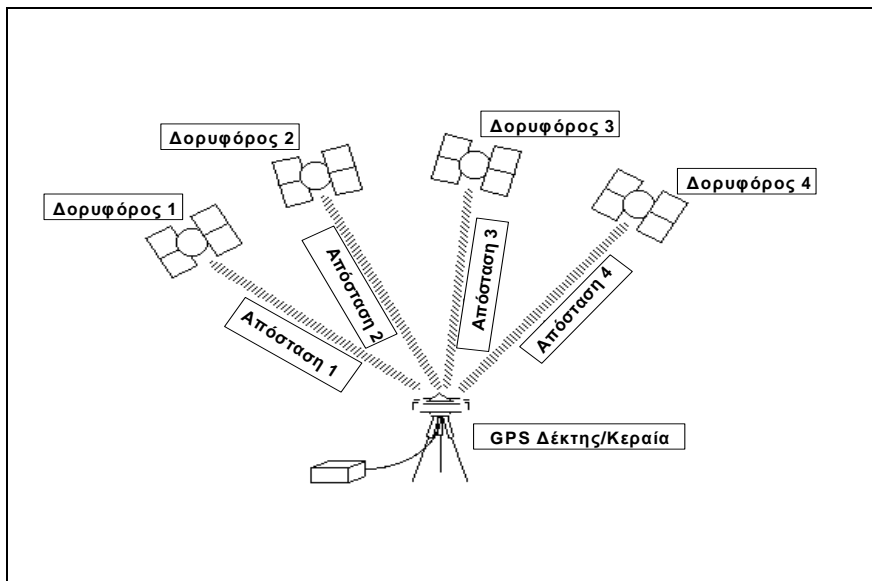 Δορυφόρος 1
Δορυφόρος 2
Δορυφόρος 3
Δορυφόρος 4
Απόσταση 1
Απόσταση 2
Απόσταση 3
Απόσταση 4
GPS Δέκτης/Κεραία